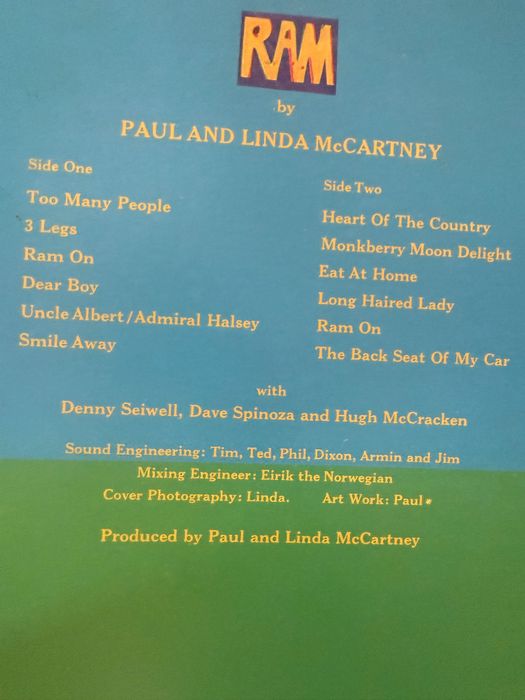 RAM
by
PAUL AND LINDA McCARTNEY
Side One
Too Many People
3 Legs
Ram On
Dear Boy
Uncle Albert/Admiral Halsey
Smile Away
Side Two
Heart Of The Country
Monkberry Moon Delight
Eat At Home
Long Haired Lady
Ram On
The Back Seat Of My Car
with
Denny Seiwell, Dave Spinoza and Hugh McCracken
Sound Engineering: Tim, Ted, Phil, Dixon, Armin and Jim
Mixing Engineer: Eirik the Norwegian
Cover Photography: Linda. Art Work: Paul*
Produced by Paul and Linda McCartney